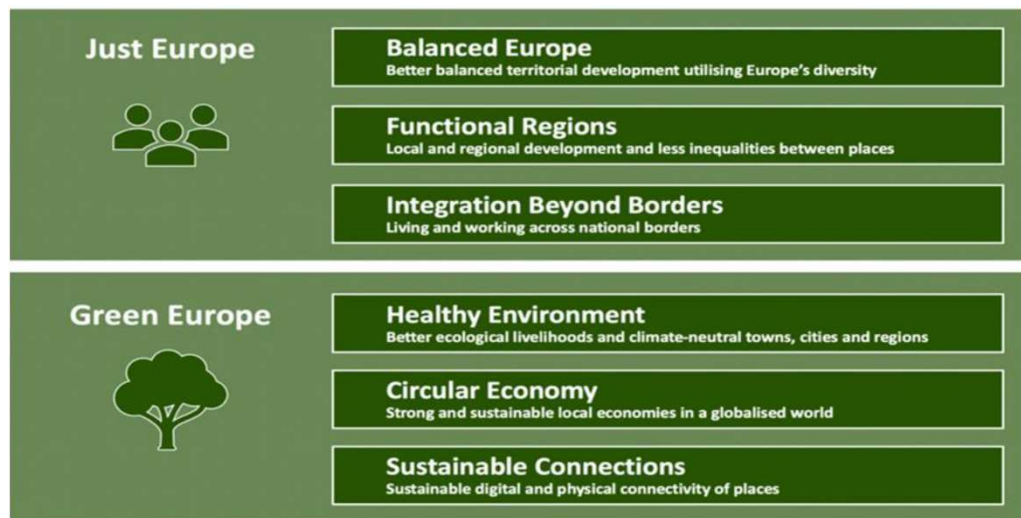 Just Europe
Balanced Europe
Better balanced territorial development utilising Europe's diversity
Functional Regions
Local and regional development and less inequalities between places
Integration Beyond Borders
Living and working across national borders
Green Europe
Healthy Environment
Better ecological livelihoods and climate-neutral towns, cities and regions
Circular Economy
Strong and sustainable local economies in a globalised world
Sustainable Connections
Sustainable digital and physical connectivity of places